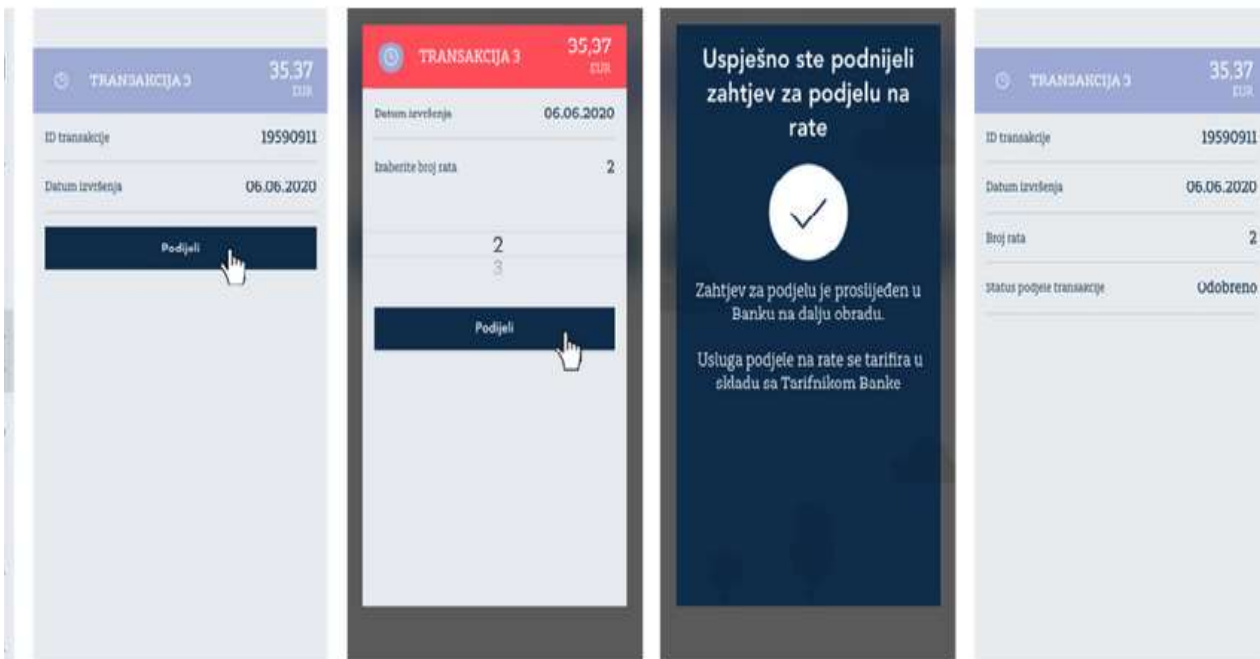 TRANSAKCIJA 3
35,37
EUR
ID transakcije 19590911
Datum izvršenja 06.06.2020
Podijeli
TRANSAKCIJA 3
35,37
EUR
Datum izvršenja 06.06.2020
Izaberite broj rata 2
2
3
Podijeli
Uspješno ste podnijeli
zahtjev za podjelu na
rate
Zahtjev za podjelu je proslijeđen u
Banku na dalju obradu.
Usluga podjele na rate se tarifira u
skladu sa Tarifnikom Banke
TRANSAKCIJA 3
35,37
EUR
ID transakcije 19590911
Datum izvršenja 06.06.2020
Broj rata 2
Status podjele transakcije Odobreno